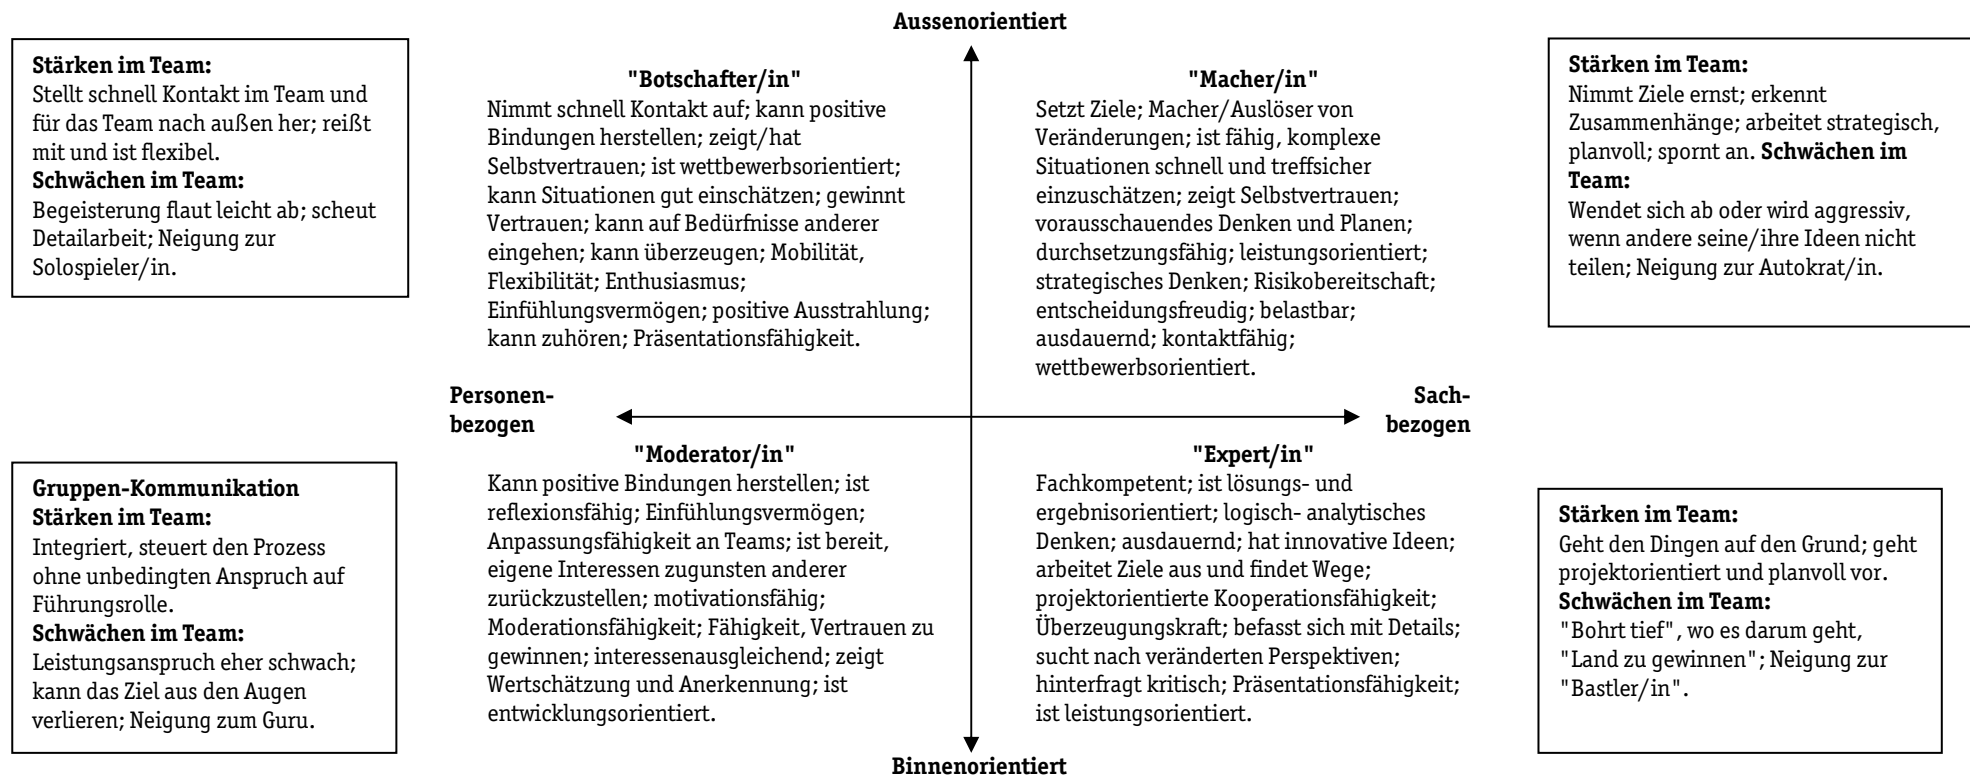 Aussenorientiert
Stärken im Team:
Stellt schnell Kontakt im Team und
für das Team nach außen her; reißt
mit und ist flexibel.
Schwächen im Team:
Begeisterung flaut leicht ab; scheut
Detailarbeit; Neigung zur
Solospieler/in.
"Botschafter/in"
Nimmt schnell Kontakt auf; kann positive
Bindungen herstellen; zeigt/hat
Selbstvertrauen; ist wettbewerbsorientiert;
kann Situationen gut einschätzen; gewinnt
Vertrauen; kann auf Bedürfnisse anderer
eingehen; kann überzeugen; Mobilität,
Flexibilität; Enthusiasmus;
Einfühlungsvermögen; positive Ausstrahlung;
kann zuhören; Präsentationsfähigkeit.
"Macher/in"
Setzt Ziele; Macher/Auslöser von
Veränderungen; ist fähig, komplexe
Situationen schnell und treffsicher
einzuschätzen; zeigt Selbstvertrauen;
vorausschauendes Denken und Planen;
durchsetzungsfähig; leistungsorientiert;
strategisches Denken; Risikobereitschaft;
entscheidungsfreudig; belastbar;
ausdauernd; kontaktfähig;
wettbewerbsorientiert.
Stärken im Team:
Nimmt Ziele ernst; erkennt
Zusammenhänge; arbeitet strategisch,
planvoll; spornt an. Schwächen im
Team:
Wendet sich ab oder wird aggressiv,
wenn andere seine/ihre Ideen nicht
teilen; Neigung zur Autokrat/in.
Personen-
bezogen
Sach-
bezogen
Gruppen-Kommunikation
Stärken im Team:
Integriert, steuert den Prozess
ohne unbedingten Anspruch auf
Führungsrolle.
Schwächen im Team:
Leistungsanspruch eher schwach;
kann das Ziel aus den Augen
verlieren; Neigung zum Guru.
"Moderator/in"
Kann positive Bindungen herstellen; ist
reflexionsfähig; Einfühlungsvermögen;
Anpassungsfähigkeit an Teams; ist bereit,
eigene Interessen zugunsten anderer
zurückzustellen; motivationsfähig;
Moderationsfähigkeit; Fähigkeit, Vertrauen zu
gewinnen; interessenausgleichend; zeigt
Wertschätzung und Anerkennung; ist
entwicklungsorientiert.
"Expert/in"
Fachkompetent; ist lösungs- und
ergebnisorientiert; logisch- analytisches
Denken; ausdauernd; hat innovative Ideen;
arbeitet Ziele aus und findet Wege;
projektorientierte Kooperationsfähigkeit;
Überzeugungskraft; befasst sich mit Details;
sucht nach veränderten Perspektiven;
hinterfragt kritisch; Präsentationsfähigkeit;
ist leistungsorientiert.
Stärken im Team:
Geht den Dingen auf den Grund; geht
projektorientiert und planvoll vor.
Schwächen im Team:
"Bohrt tief", wo es darum geht,
"Land zu gewinnen"; Neigung zur
"Bastler/in".
Binnenorientiert